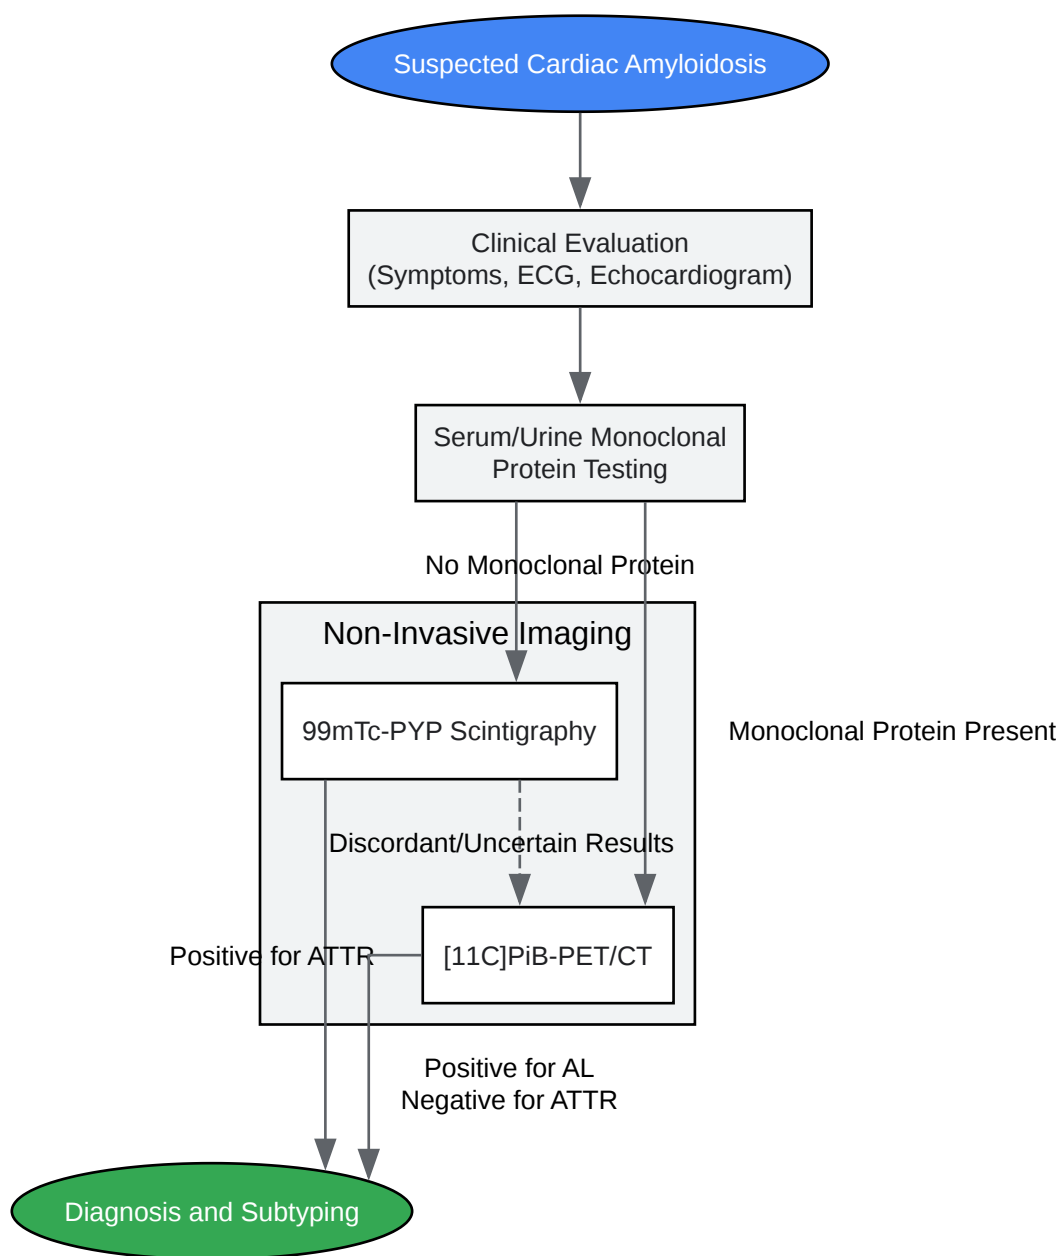 Suspected Cardiac Amyloidosis
Clinical Evaluation
(Symptoms, ECG, Echocardiogram)
Serum/Urine Monoclonal
Protein Testing
No Monoclonal Protein
Non-Invasive Imaging
99mTc-PYP Scintigraphy
Monoclonal Protein Present
Discordant/Uncertain Results
Positive for ATTR
[11C]PiB-PET/CT
Positive for AL
Negative for ATTR
Diagnosis and Subtyping